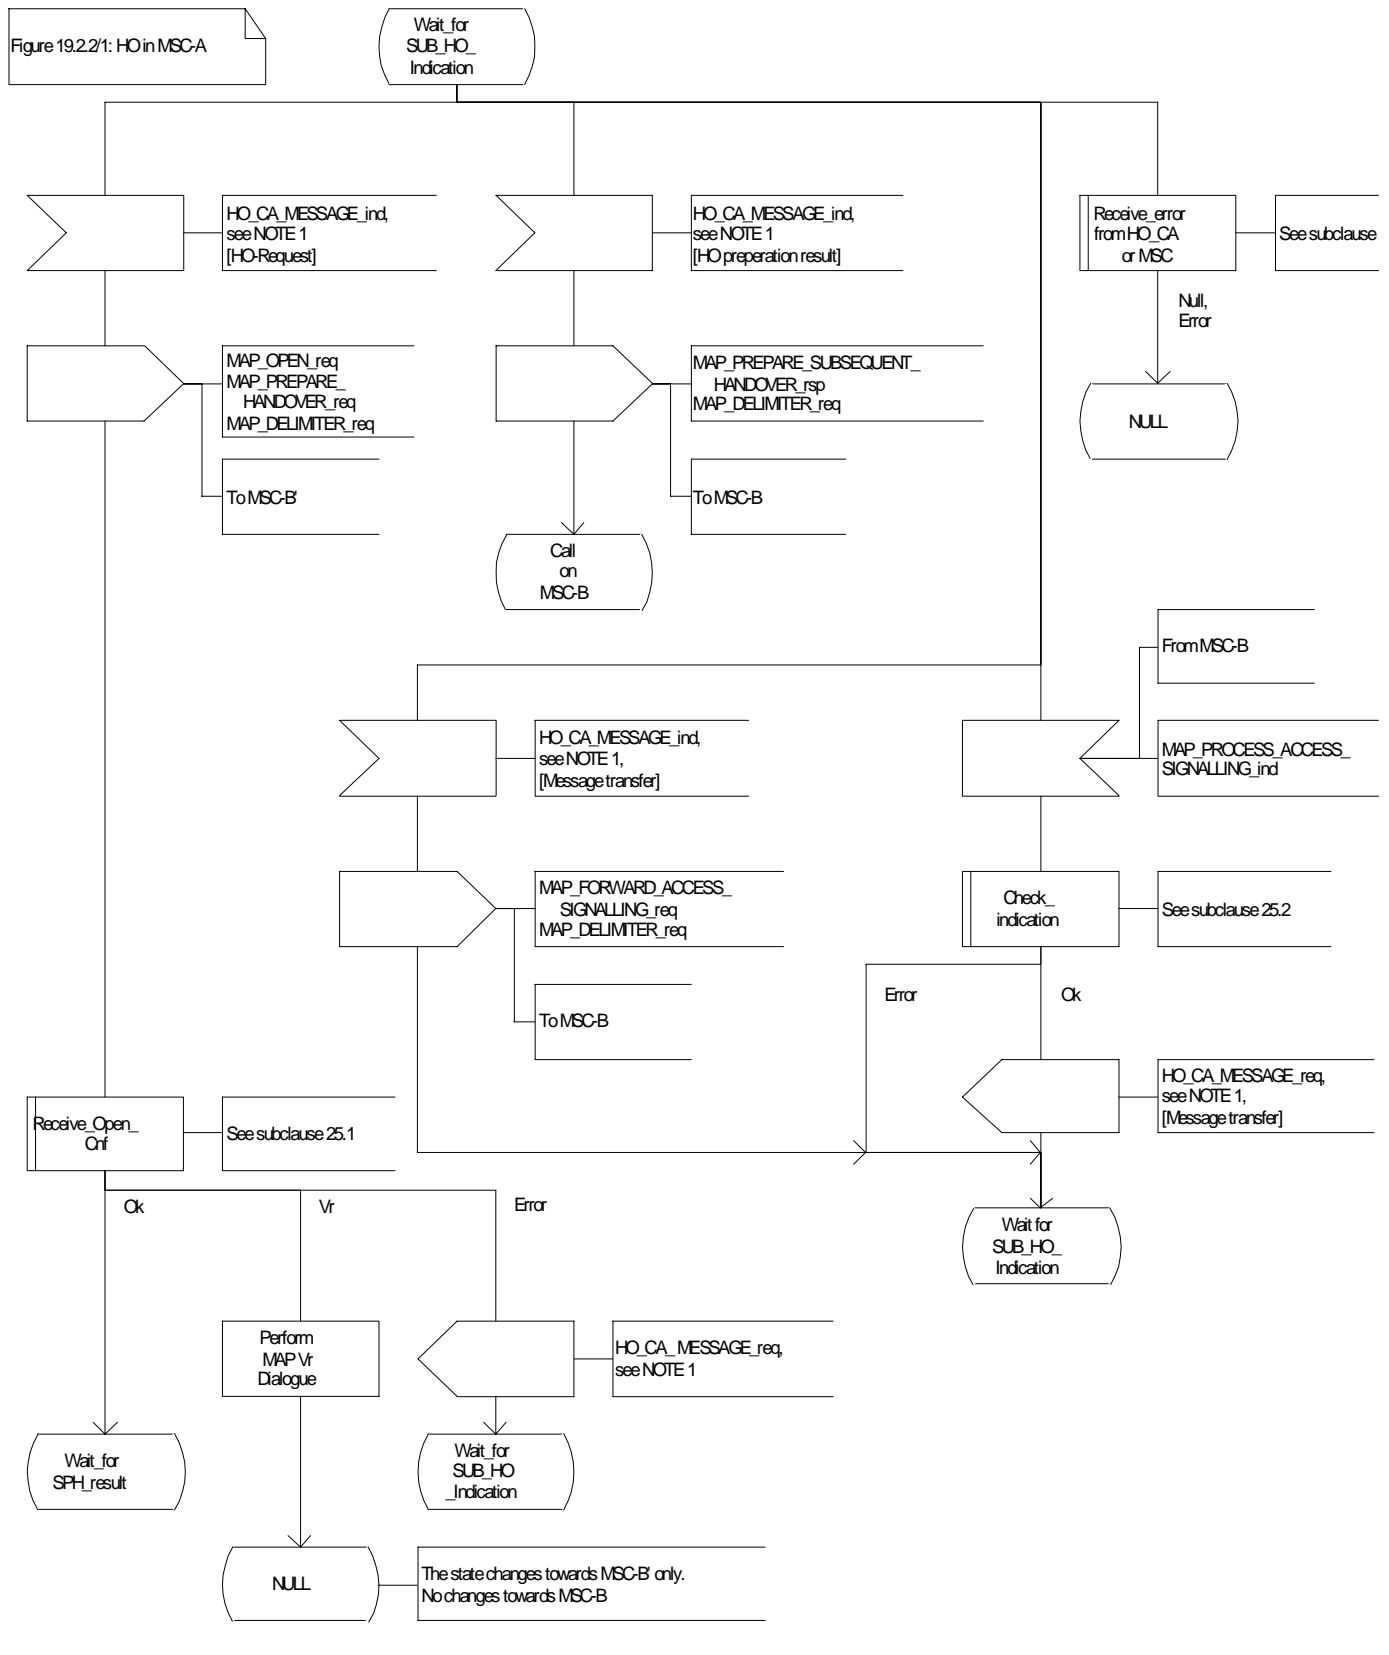 Figure 19.2.2/1: HO in MSC-A
Wait_for
SUB_HO_
Indication
HO_CA_MESSAGE_ind,
see NOTE 1
[HO-Request]
HO_CA_MESSAGE_ind,
see NOTE 1
[HO preperation result]
Receive_error
from HO_CA
or MSC
See subclause
Null,
Error
MAP_OPEN_req
MAP_PREPARE_
HANDOVER_req
MAP_DELIMITER_req
MAP_PREPARE_SUBSEQUENT_
HANDOVER_rsp
MAP_DELIMITER_req
NULL
To MSC-B'
To MSC-B
Call
on
MSC-B
From MSC-B
HO_CA_MESSAGE_ind,
see NOTE 1,
[Message transfer]
MAP_PROCESS_ACCESS_
SIGNALLING_ind
MAP_FORWARD_ACCESS_
SIGNALLING_req
MAP_DELIMITER_req
Check_
indication
See subclause 25.2
Error
Ok
To MSC-B
HO_CA_MESSAGE_req,
see NOTE 1,
[Message transfer]
Receive_Open_
Cnf
See subclause 25.1
Ok
Vr
Error
Wait for
SUB_HO_
Indication
Perform
MAP Vr
Dialogue
HO_CA_ MESSAGE_req,
see NOTE 1
Wait_for
SPH_result
Wait_for
SUB_HO
_Indication
NULL
The state changes towards MSC-B' only.
No changes towards MSC-B